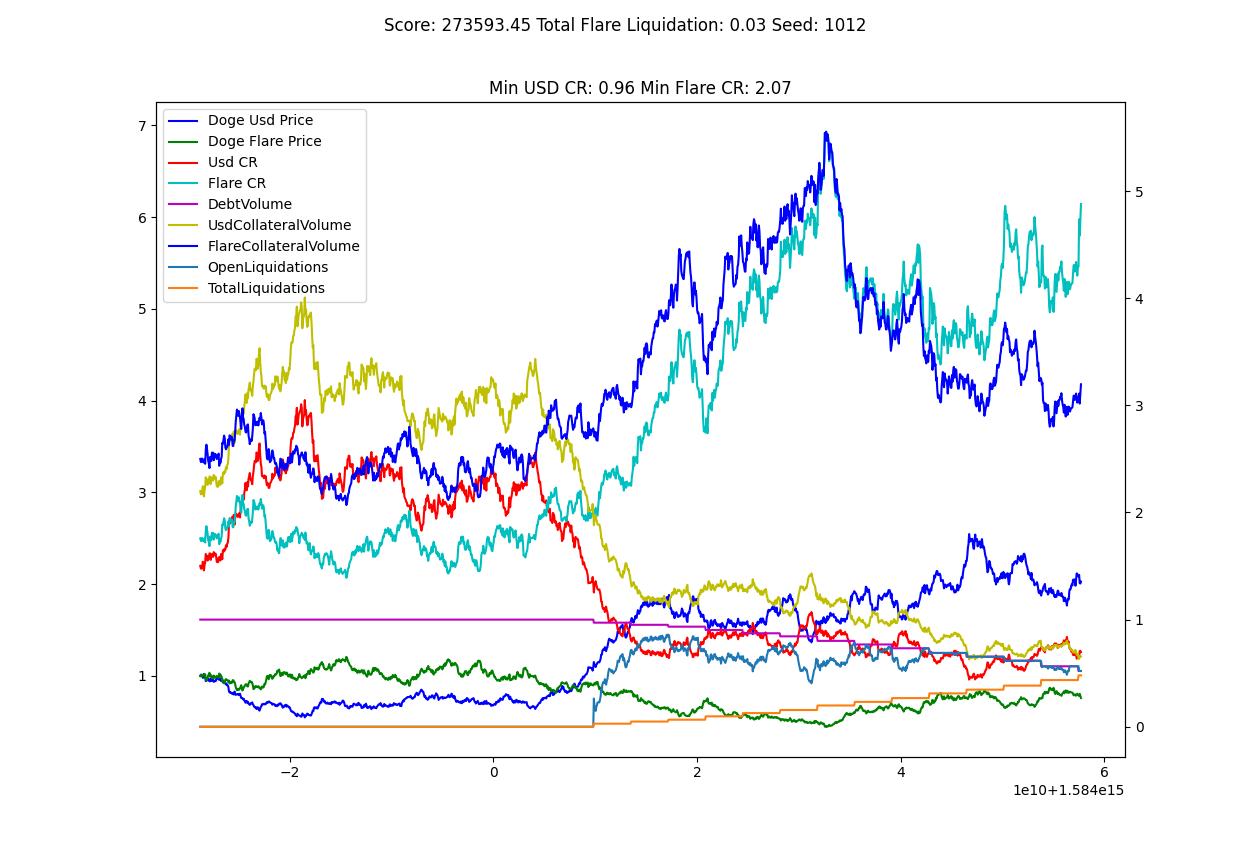 Score: 273593.45 Total Flare Liquidation: 0.03 Seed: 1012
Min USD CR: 0.96 Min Flare CR: 2.07
Doge Usd Price
Doge Flare Price
Usd CR
Flare CR
DebtVolume
UsdCollateralVolume
FlareCollateralVolume
OpenLiquidations
TotalLiquidations
7
6
5
4
3
2
1
5
4
3
2
1
0
−2
0
2
4
6
1e10+1.584e15